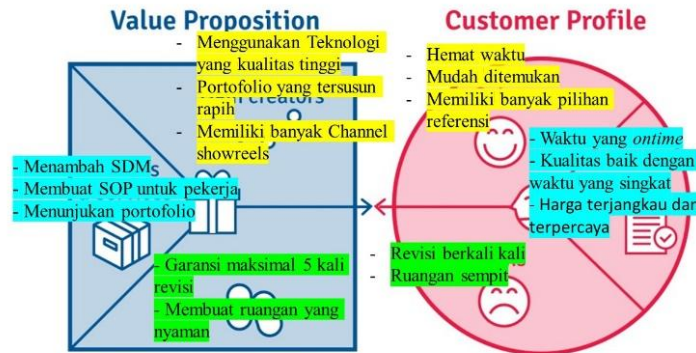 Value Proposition
- Menggunakan Teknologi
yang kualitas tinggi
- Portofolio yang tersusun
rapih
- Memiliki banyak Channel
showreels
creators
- Menambah SDM
- Membuat SOP untuk pekerja
- Menunjukan portofolio
- Garansi maksimal 5 kali
revisi
- Membuat ruangan yang
nyaman
Customer Profile
- Hemat waktu
- Mudah ditemukan
- Memiliki banyak pilihan
referensi
- Waktu yang ontime
- Kualitas baik dengan
waktu yang singkat
- Harga terjangkau dan
terpercaya
- Revisi berkali kali
- Ruangan sempit